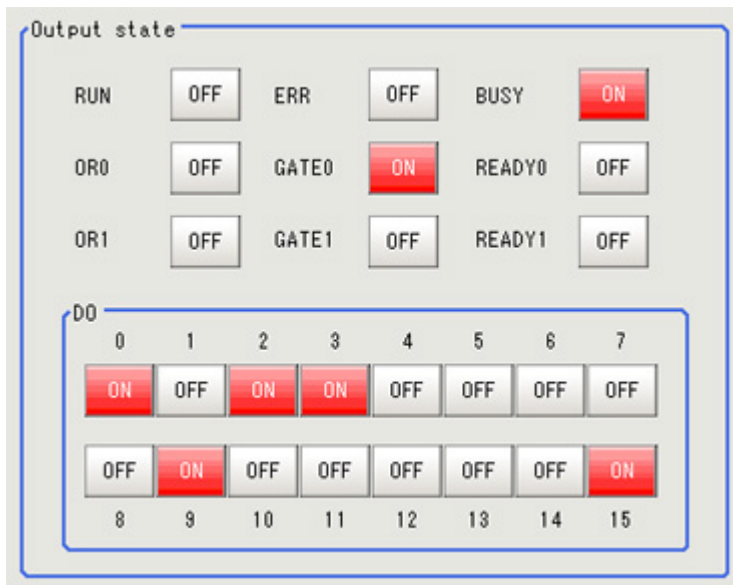 Output state
RUN OFF ERR OFF BUSY ON
OR0 OFF GATE0 ON READY0 OFF
OR1 OFF GATE1 OFF READY1 OFF
DO
0 1 2 3 4 5 6 7
ON OFF ON ON OFF OFF OFF OFF
OFF ON OFF OFF OFF OFF OFF ON
8 9 10 11 12 13 14 15